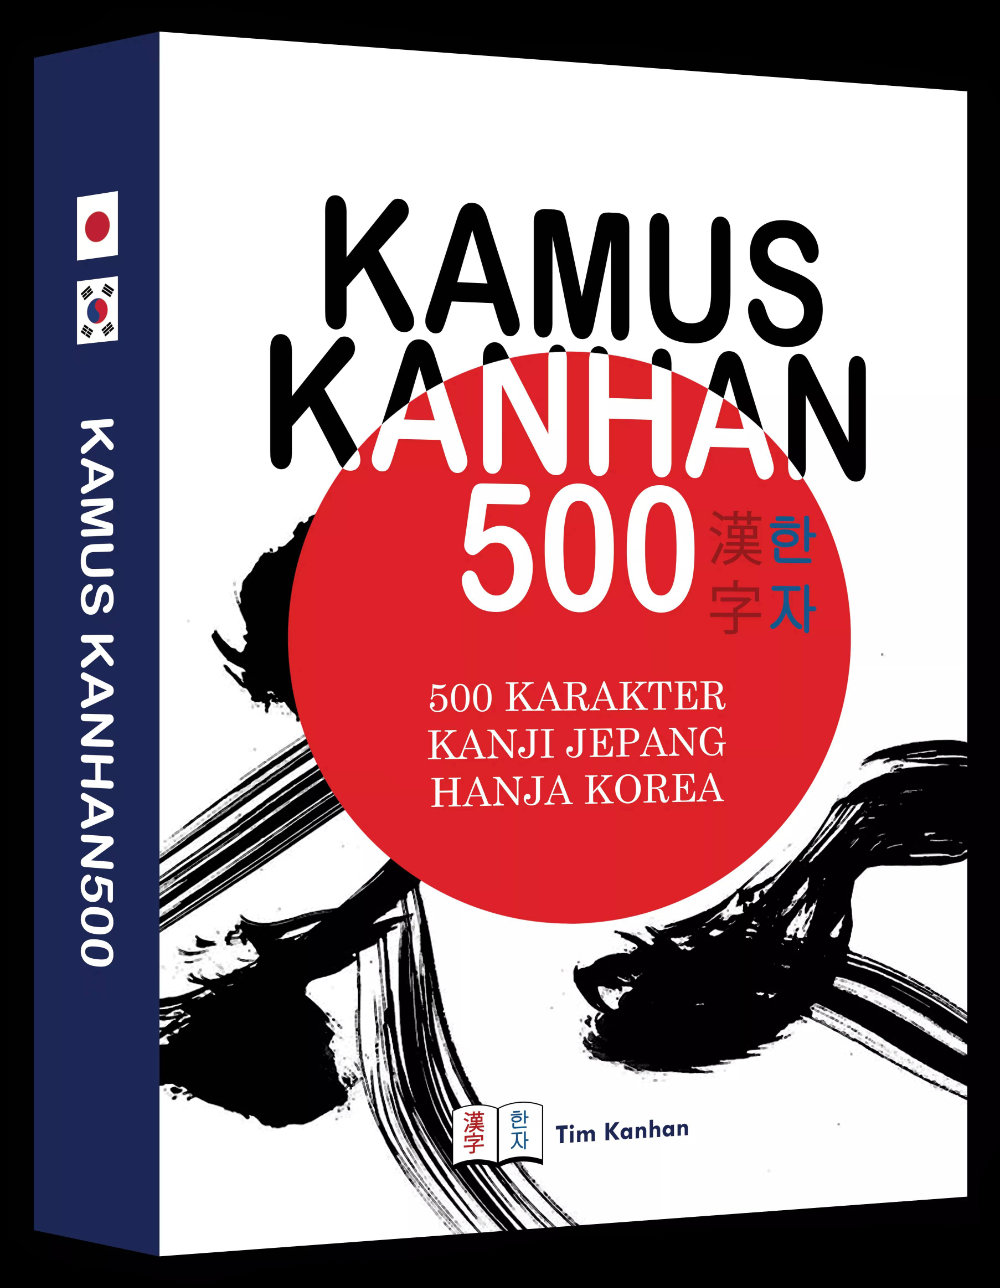 KAMUS KANHAN500
KAMUS
KANHAN
500
漢한
字자
500 KARAKTER
KANJI JEPANG
HANJA KOREA
漢 한
字 자
Tim Kanhan